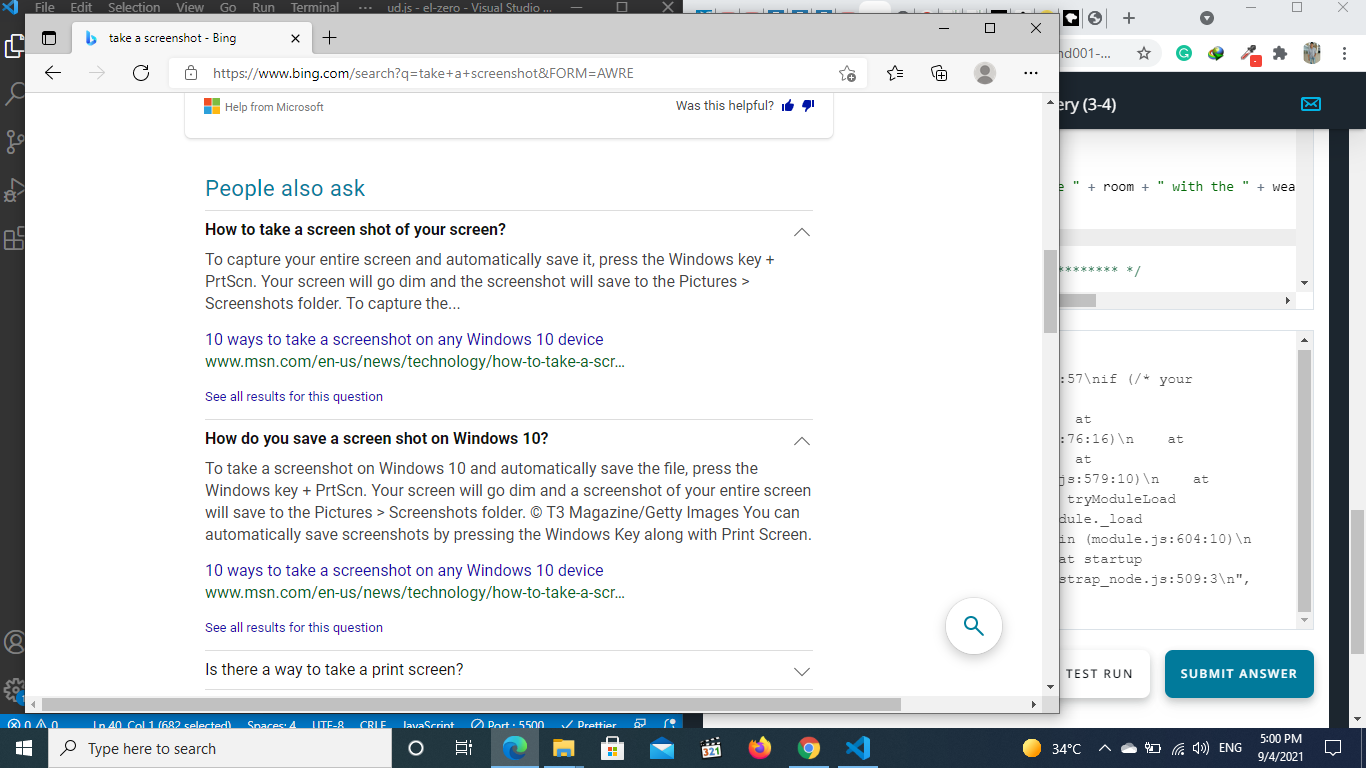 File Edit Selection View Go Run Terminal ··· ud.js - el-zero - Visual Studio ...
take a screenshot - Bing
https://www.bing.com/search?q=take+a+screenshot&FORM=AWRE
nd001-...
Help from Microsoft
Was this helpful?
ery (3-4)
People also ask
How to take a screen shot of your screen?
To capture your entire screen and automatically save it, press the Windows key +
PrtScn. Your screen will go dim and the screenshot will save to the Pictures >
Screenshots folder. To capture the...
10 ways to take a screenshot on any Windows 10 device
www.msn.com/en-us/news/technology/how-to-take-a-scr...
See all results for this question
How do you save a screen shot on Windows 10?
To take a screenshot on Windows 10 and automatically save the file, press the
Windows key + PrtScn. Your screen will go dim and a screenshot of your entire screen
will save to the Pictures > Screenshots folder. © T3 Magazine/Getty Images You can
automatically save screenshots by pressing the Windows Key along with Print Screen.
10 ways to take a screenshot on any Windows 10 device
www.msn.com/en-us/news/technology/how-to-take-a-scr...
See all results for this question
Is there a way to take a print screen?
e " + room + " with the " + wea
******** */
:57\nif (/* your
at
:76:16)\n    at
at
js:579:10)\n    at
tryModuleLoad
dule._load
in (module.js:604:10)\n
at startup
strap_node.js:509:3\n",
TEST RUN
SUBMIT ANSWER
0 0 Ln 40, Col 1 (682 selected) Spaces: 4 UTF-8 CRLF JavaScript Port : 5500 Prettier
Type here to search
321
34°C
ENG
5:00 PM
9/4/2021